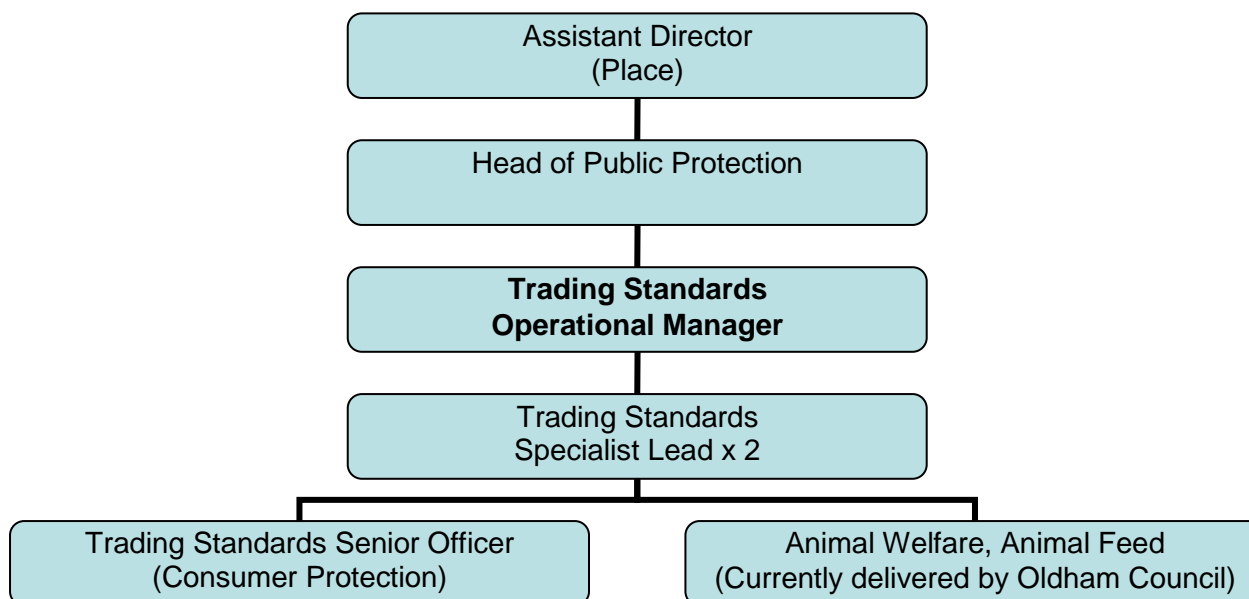 Assistant Director
(Place)
Head of Public Protection
Trading Standards
Operational Manager
Trading Standards
Specialist Lead x 2
Trading Standards Senior Officer
(Consumer Protection)
Animal Welfare, Animal Feed
(Currently delivered by Oldham Council)